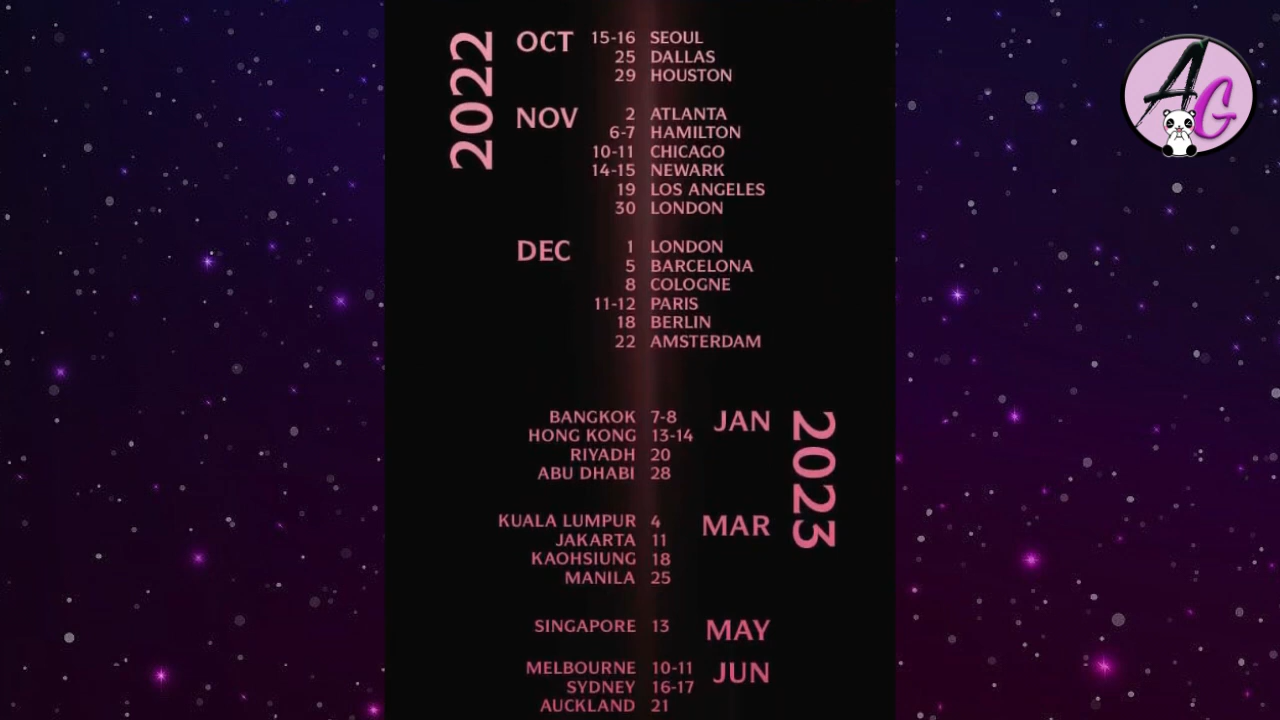 2022
OCT 15-16 SEOUL
25 DALLAS
29 HOUSTON
NOV 2 ATLANTA
6-7 HAMILTON
10-11 CHICAGO
14-15 NEWARK
19 LOS ANGELES
30 LONDON
DEC 1 LONDON
5 BARCELONA
8 COLOGNE
11-12 PARIS
18 BERLIN
22 AMSTERDAM
2023
BANGKOK 7-8 JAN
HONG KONG 13-14
RIYADH 20
ABU DHABI 28
KUALA LUMPUR 4 MAR
JAKARTA 11
KAOHSIUNG 18
MANILA 25
SINGAPORE 13 MAY
MELBOURNE 10-11 JUN
SYDNEY 16-17
AUCKLAND 21
AG